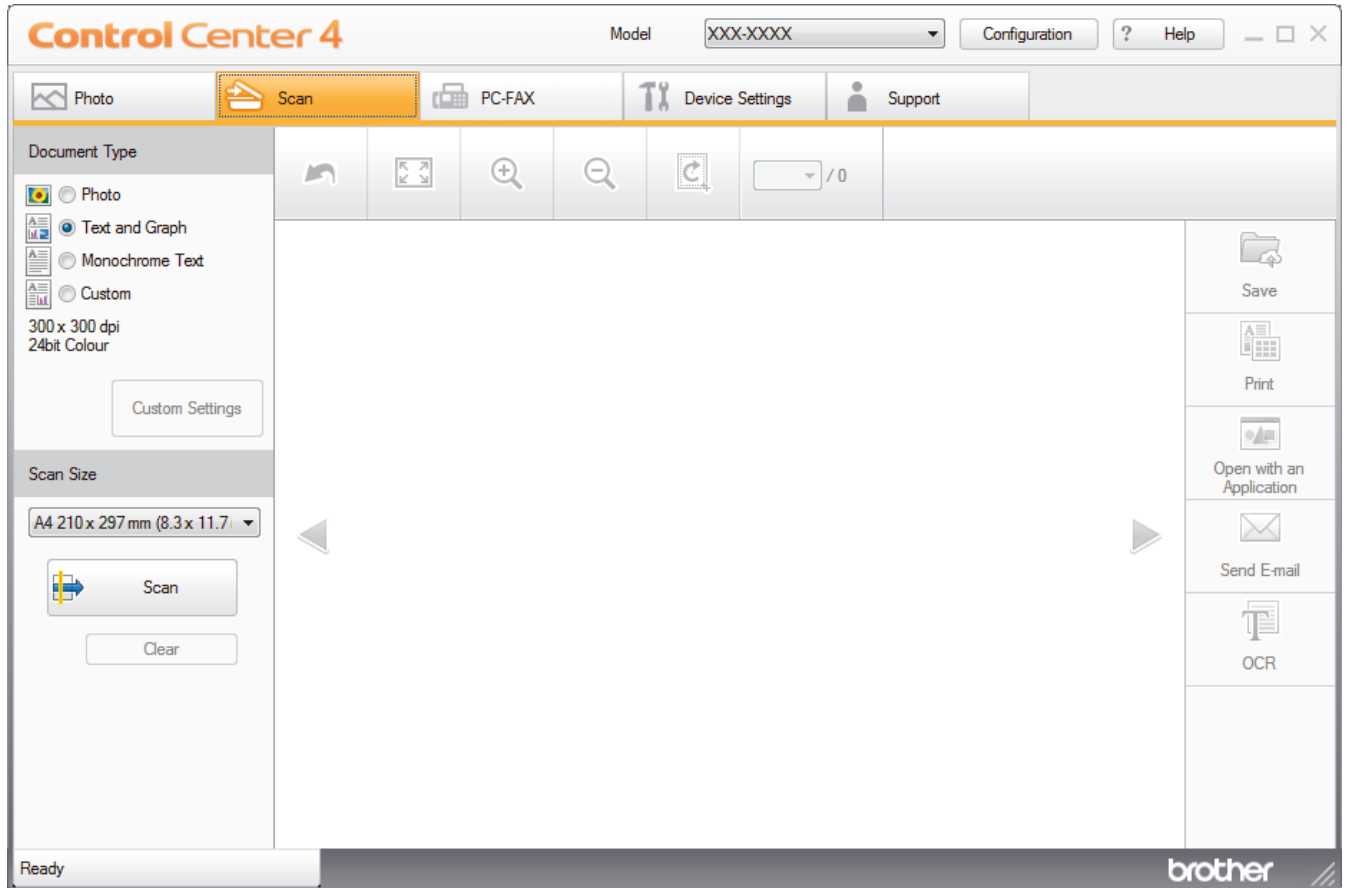 Control Center 4
Model XXX-XXXX Configuration ? Help
Photo Scan PC-FAX Device Settings Support
Document Type
Photo
Text and Graph
Monochrome Text
Custom
300 x 300 dpi
24bit Colour
Custom Settings
Scan Size
A4 210 x 297 mm (8.3 x 11.7
Scan
Clear
/ 0
Save
Print
Open with an
Application
Send E-mail
OCR
Ready
brother